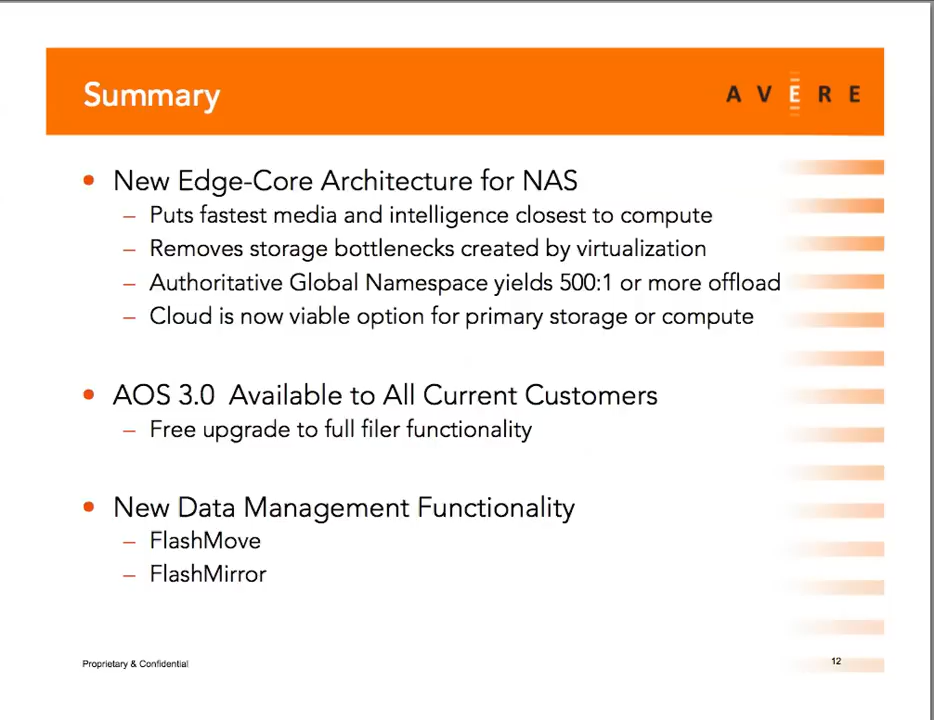 Summary
A V E R E
• New Edge-Core Architecture for NAS
– Puts fastest media and intelligence closest to compute
– Removes storage bottlenecks created by virtualization
– Authoritative Global Namespace yields 500:1 or more offload
– Cloud is now viable option for primary storage or compute
• AOS 3.0 Available to All Current Customers
– Free upgrade to full filer functionality
• New Data Management Functionality
– FlashMove
– FlashMirror
Proprietary & Confidential
12